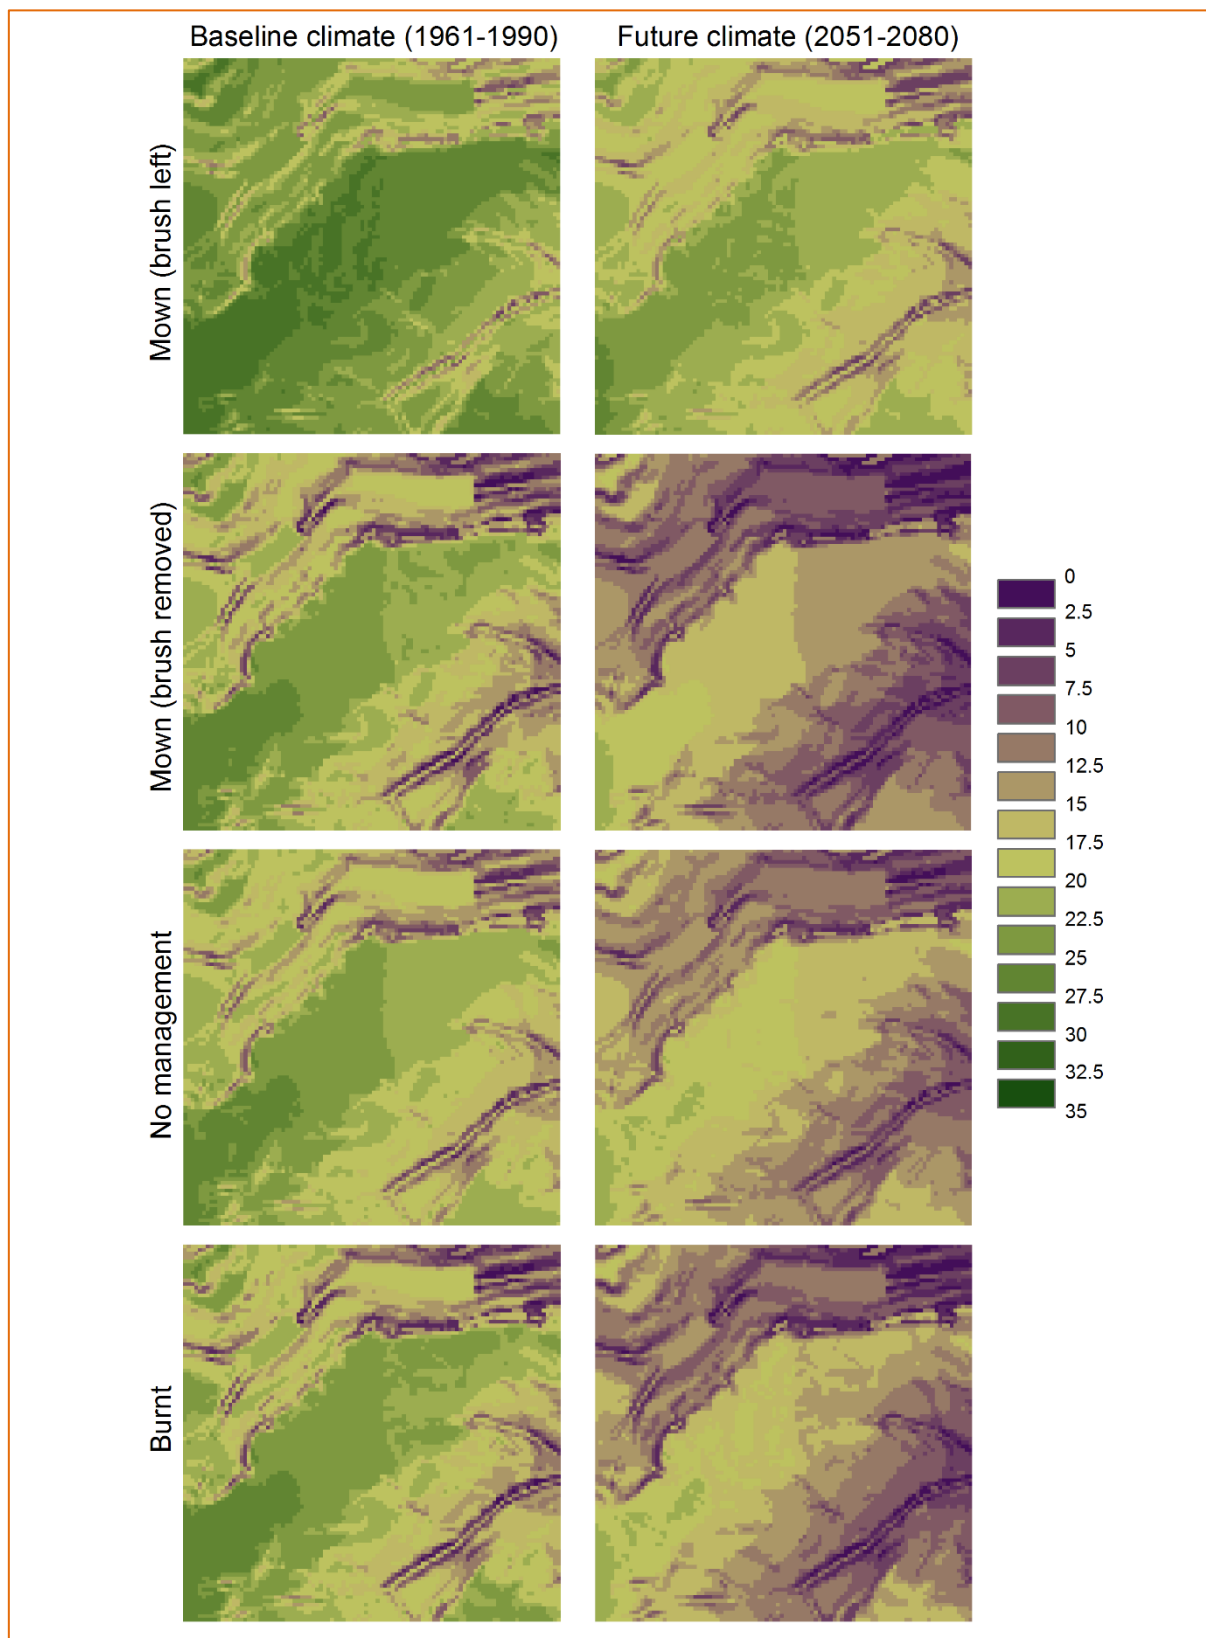 Baseline climate (1961-1990)
Future climate (2051-2080)
Mown (brush left)
Mown (brush removed)
No management
Burnt
0
2.5
5
7.5
10
12.5
15
17.5
20
22.5
25
27.5
30
32.5
35